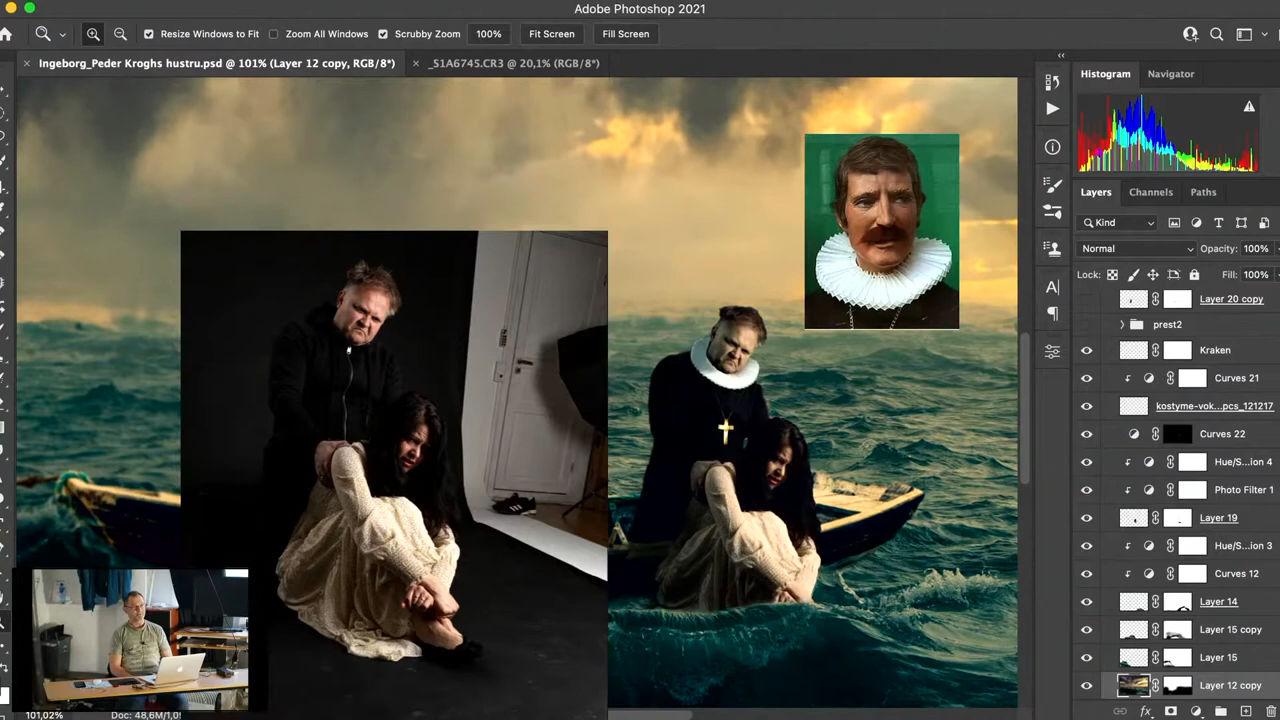 Adobe Photoshop 2021
Resize Windows to Fit
Zoom All Windows
Scrubby Zoom
100%
Fit Screen
Fill Screen
Ingeborg_Peder Kroghs hustru.psd @ 101% (Layer 12 copy, RGB/8*)
_51A6745.CR3 @ 20,1% (RGB/8*)
Histogram
Navigator
Layers
Channels
Paths
Kind
Normal
Opacity: 100%
Lock:
Fill: 100%
Layer 20 copy
prest2
Kraken
Curves 21
kostyme-vok...pcs_121217
Curves 22
Hue/S...ion 4
Photo Filter 1
Layer 19
Hue/S...ion 3
Curves 12
Layer 14
Layer 15 copy
Layer 15
Layer 12 copy
101,02%
Doc: 48,6M/1,0